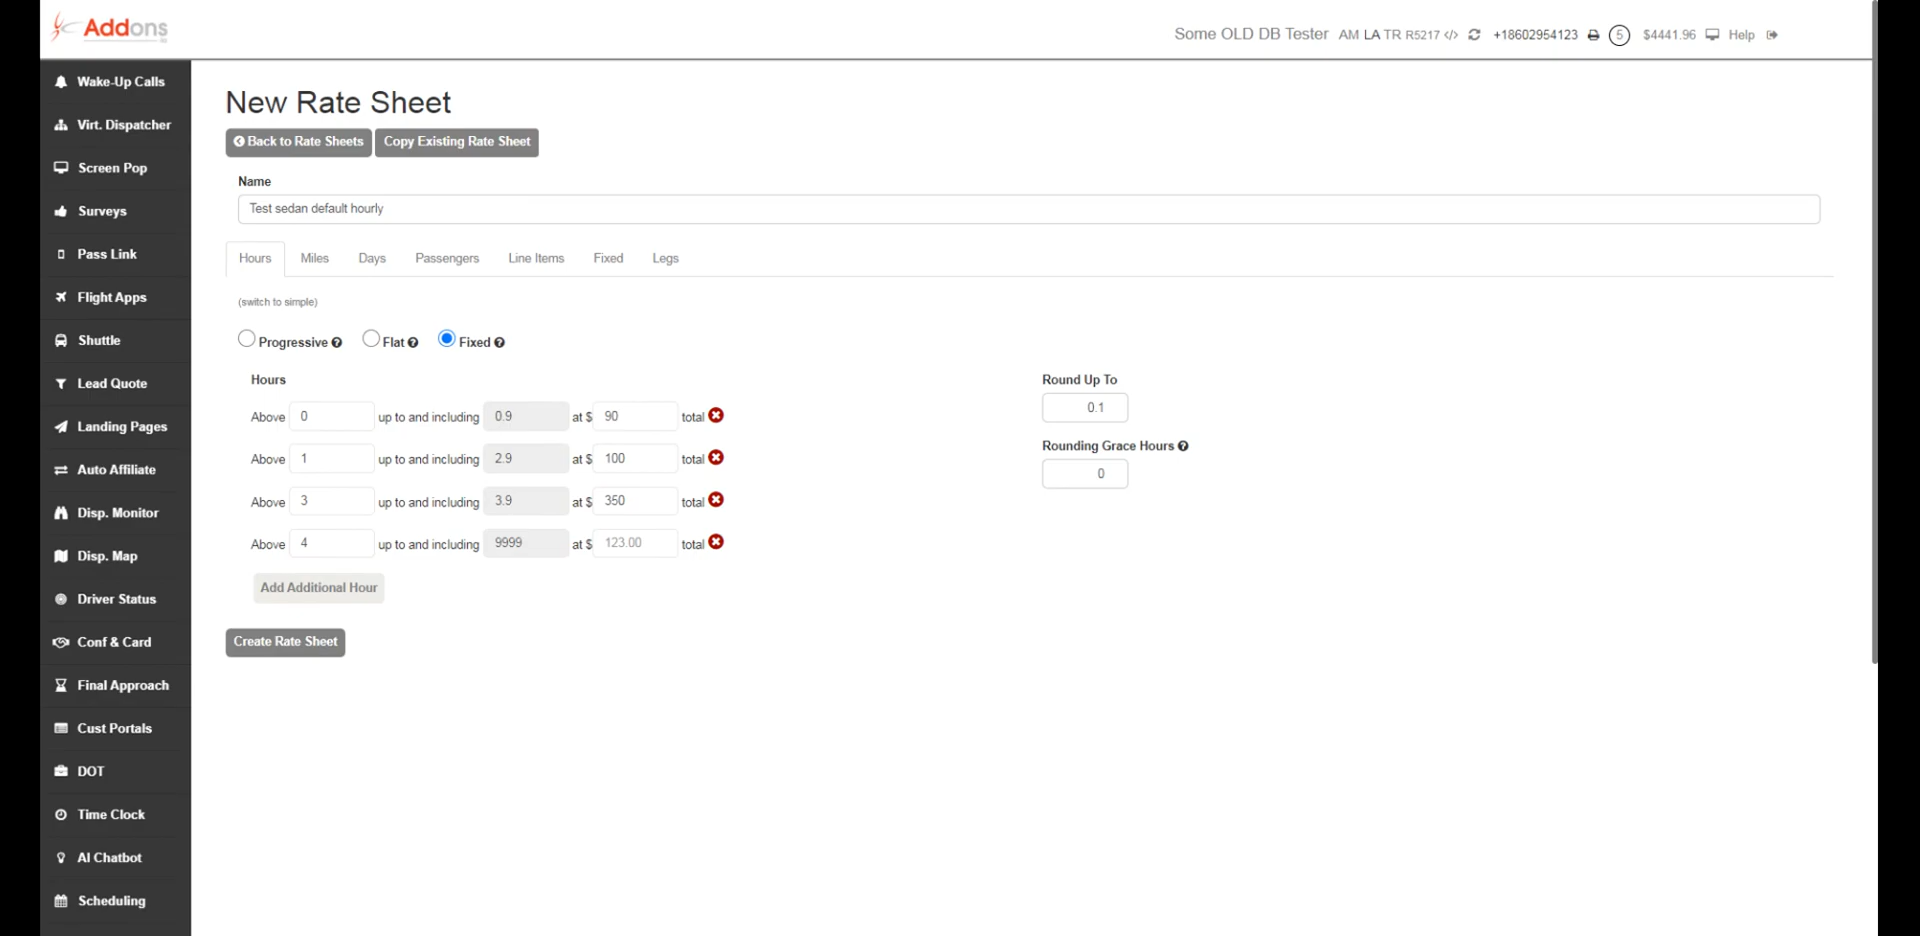 Addons
Some OLD DB Tester AM LA TR R5217 </> +18602954123 5 $4441.96 Help
Wake-Up Calls
Virt. Dispatcher
Screen Pop
Surveys
Pass Link
Flight Apps
Shuttle
Lead Quote
Landing Pages
Auto Affiliate
Disp. Monitor
Disp. Map
Driver Status
Conf & Card
Final Approach
Cust Portals
DOT
Time Clock
AI Chatbot
Scheduling
New Rate Sheet
Back to Rate Sheets Copy Existing Rate Sheet
Name
Test sedan default hourly
Hours Miles Days Passengers Line Items Fixed Legs
(switch to simple)
Progressive Flat Fixed
Hours
Above 0 up to and including 0.9 at $ 90 total
Above 1 up to and including 2.9 at $ 100 total
Above 3 up to and including 3.9 at $ 350 total
Above 4 up to and including 9999 at $ 123.00 total
Add Additional Hour
Round Up To
0.1
Rounding Grace Hours
0
Create Rate Sheet